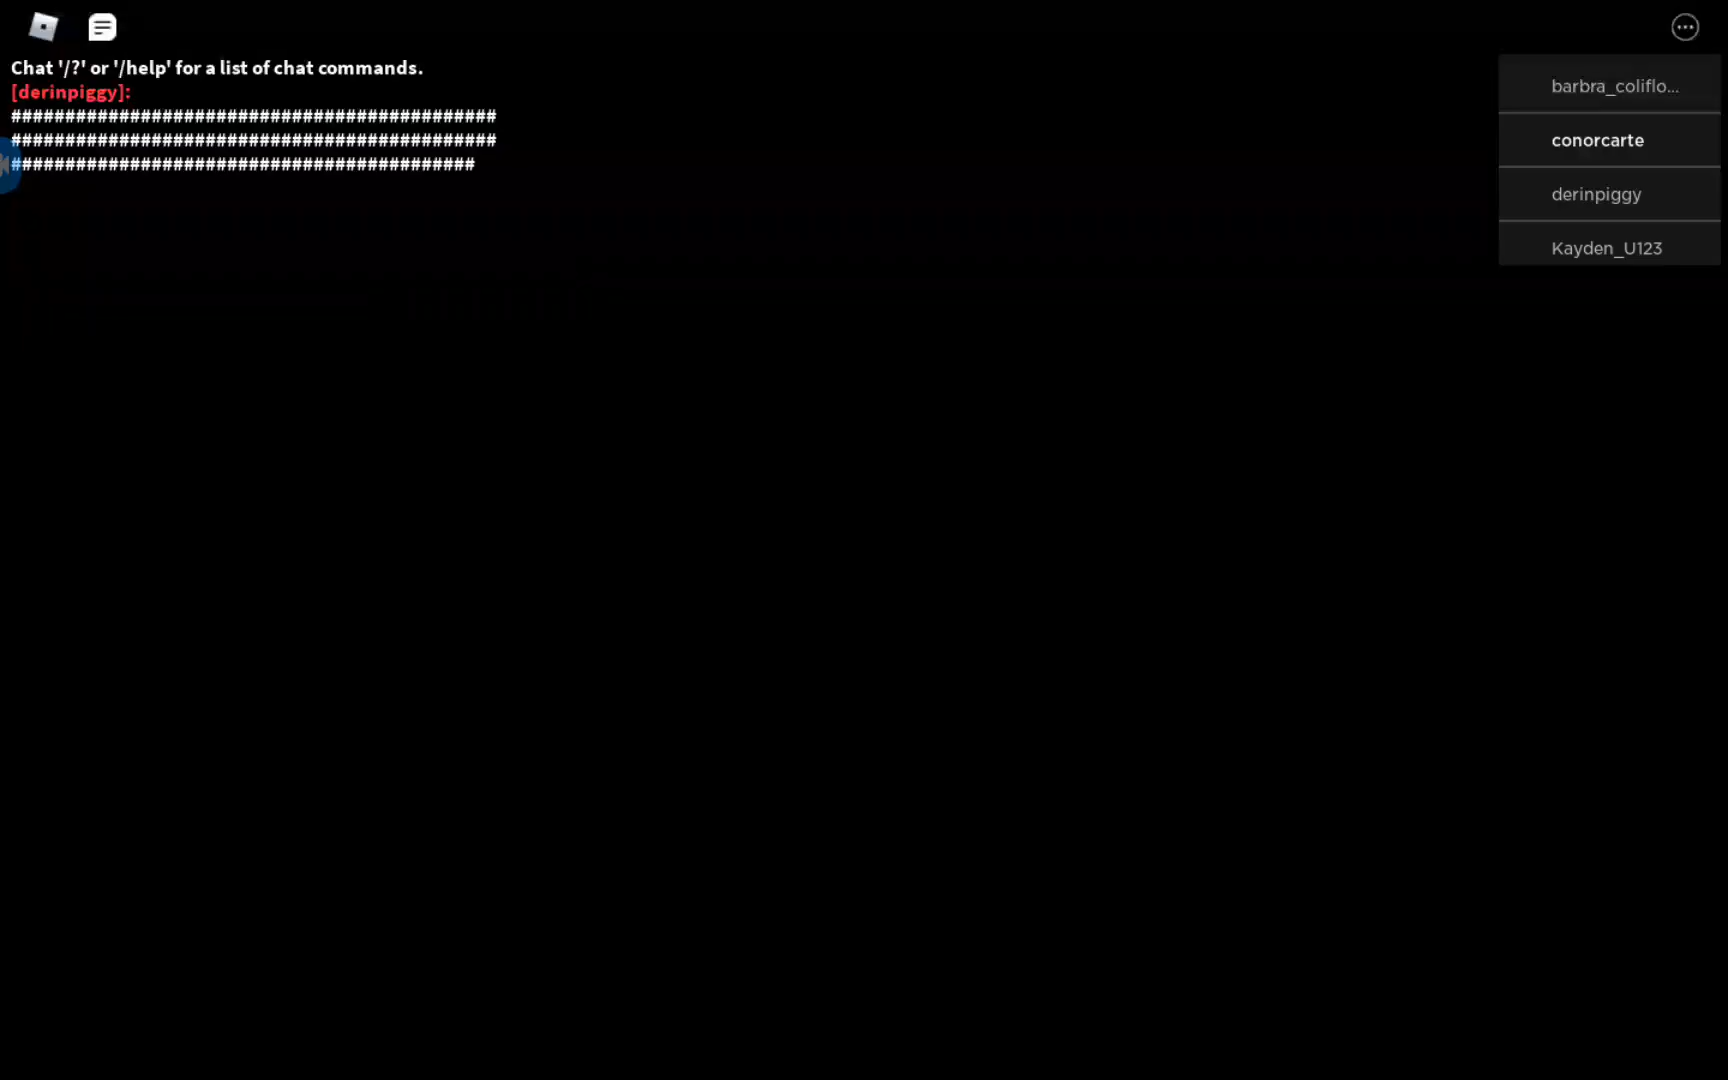 Chat '/?' or '/help' for a list of chat commands.
[derinpiggy]:
#############################################
#############################################
###########################################
barbra_coliflo...
conorcarte
derinpiggy
Kayden_U123